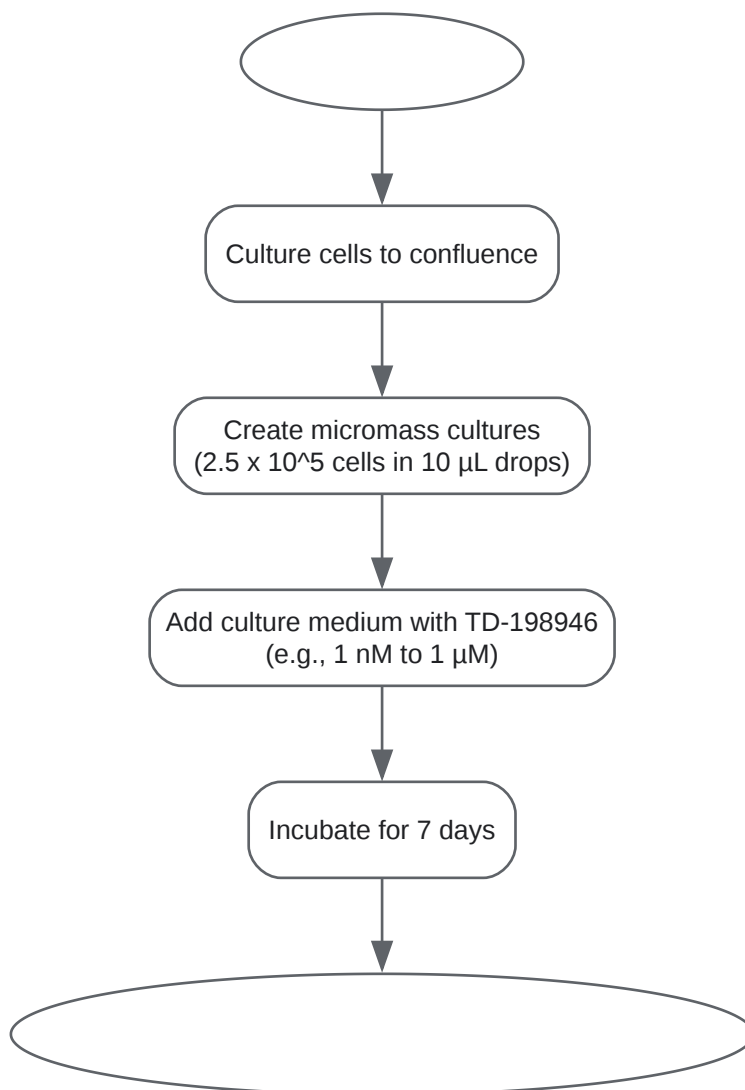 Culture cells to confluence
Create micromass cultures
(2.5 x 10^5 cells in 10 µL drops)
Add culture medium with TD-198946
(e.g., 1 nM to 1 µM)
Incubate for 7 days